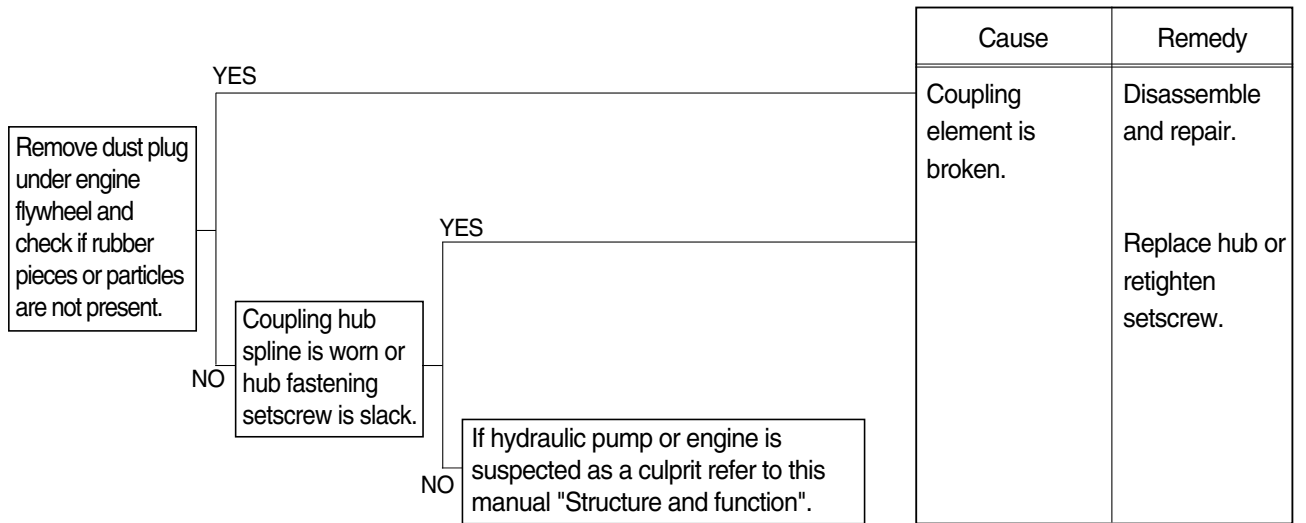 Cause
Remedy
YES
Coupling
element is
broken.
Disassemble
and repair.
Remove dust plug
under engine
flywheel and
check if rubber
pieces or particles
are not present.
YES
Replace hub or
retighten
setscrew.
NO
Coupling hub
spline is worn or
hub fastening
setscrew is slack.
NO
If hydraulic pump or engine is
suspected as a culprit refer to this
manual "Structure and function".